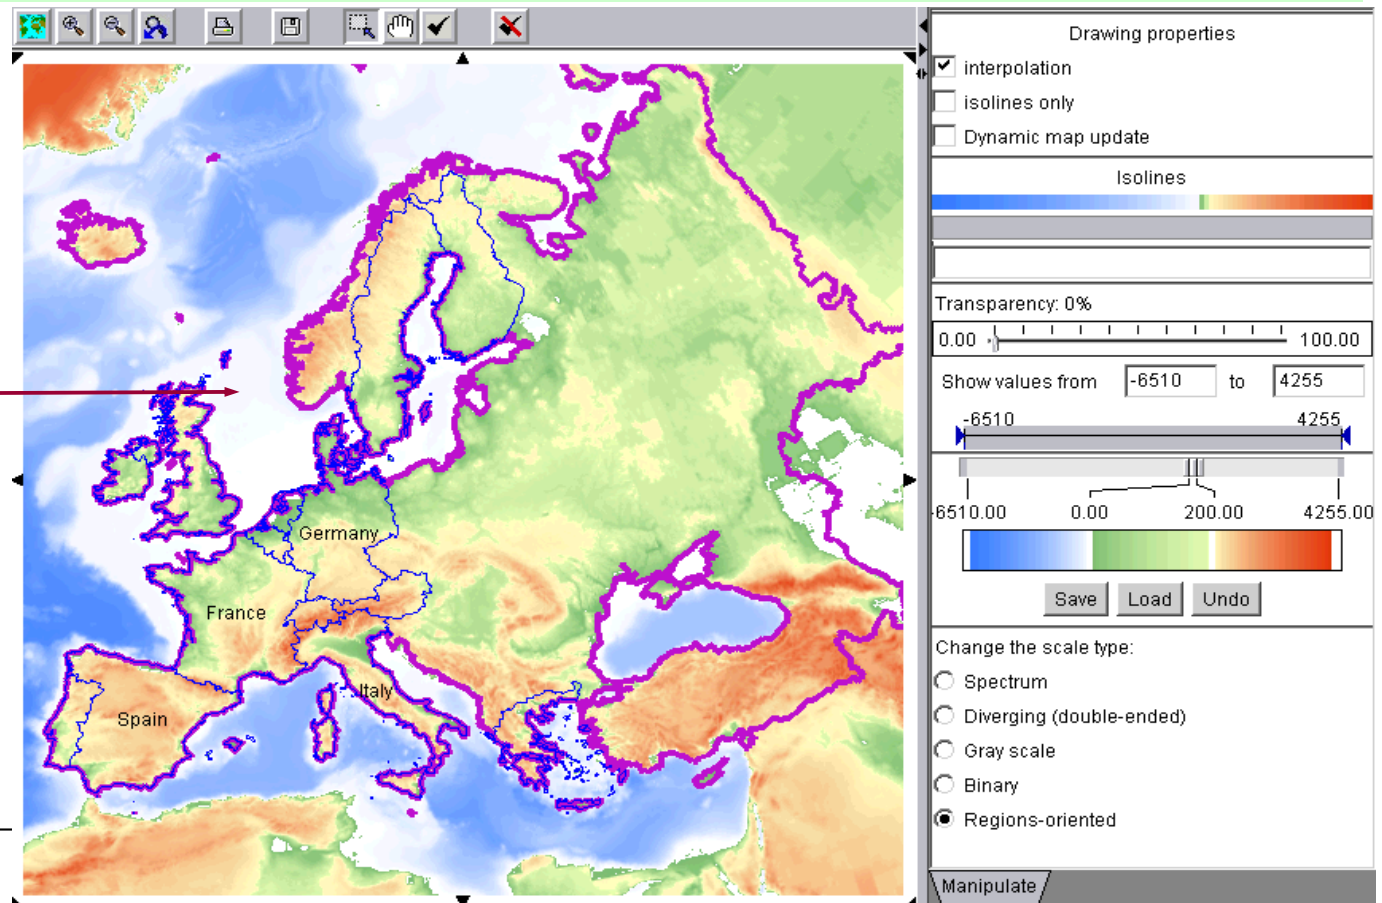 Drawing properties
interpolation
isolines only
Dynamic map update
Isolines
Transparency: 0%
0.00 100.00
Show values from -6510 to 4255
-6510 4255
6510.00 0.00 200.00 4255.00
Save Load Undo
Change the scale type:
Spectrum
Diverging (double-ended)
Gray scale
Binary
Regions-oriented
Manipulate
Germany
France
Italy
Spain